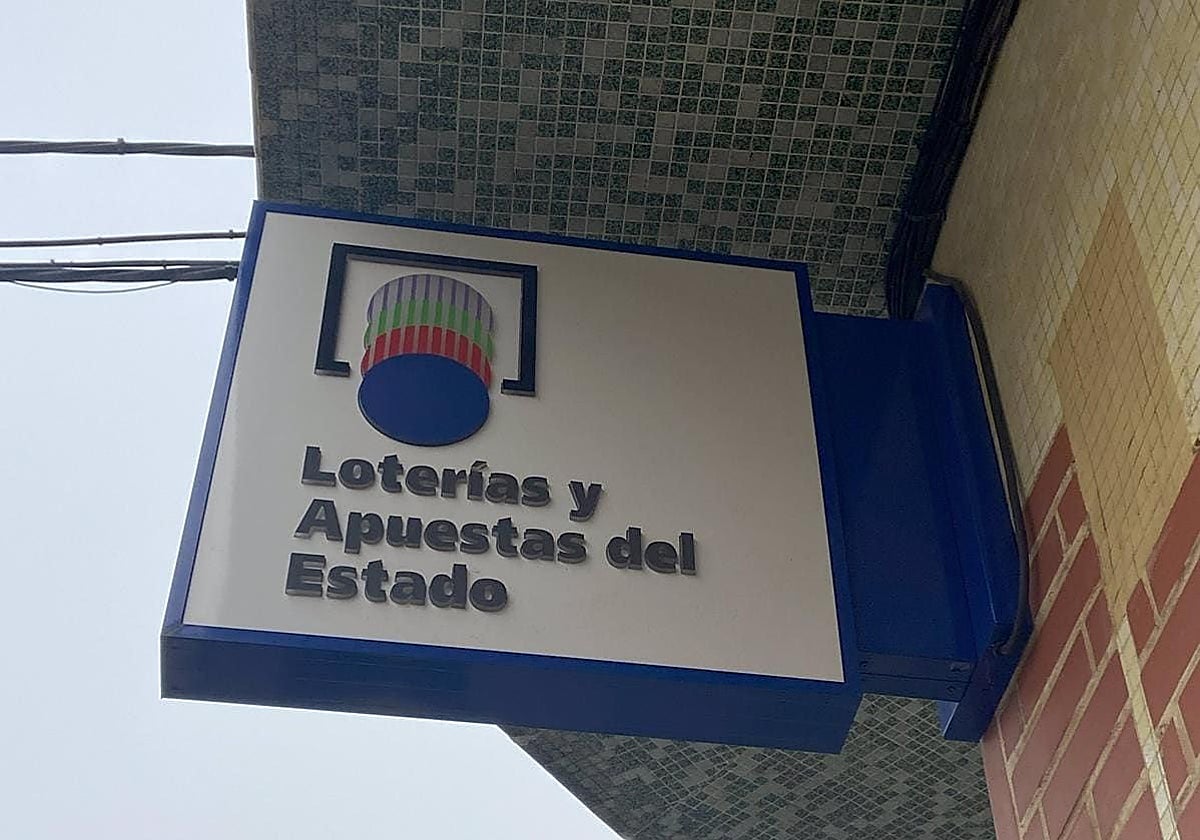 Loterías y
Apuestas del
Estado